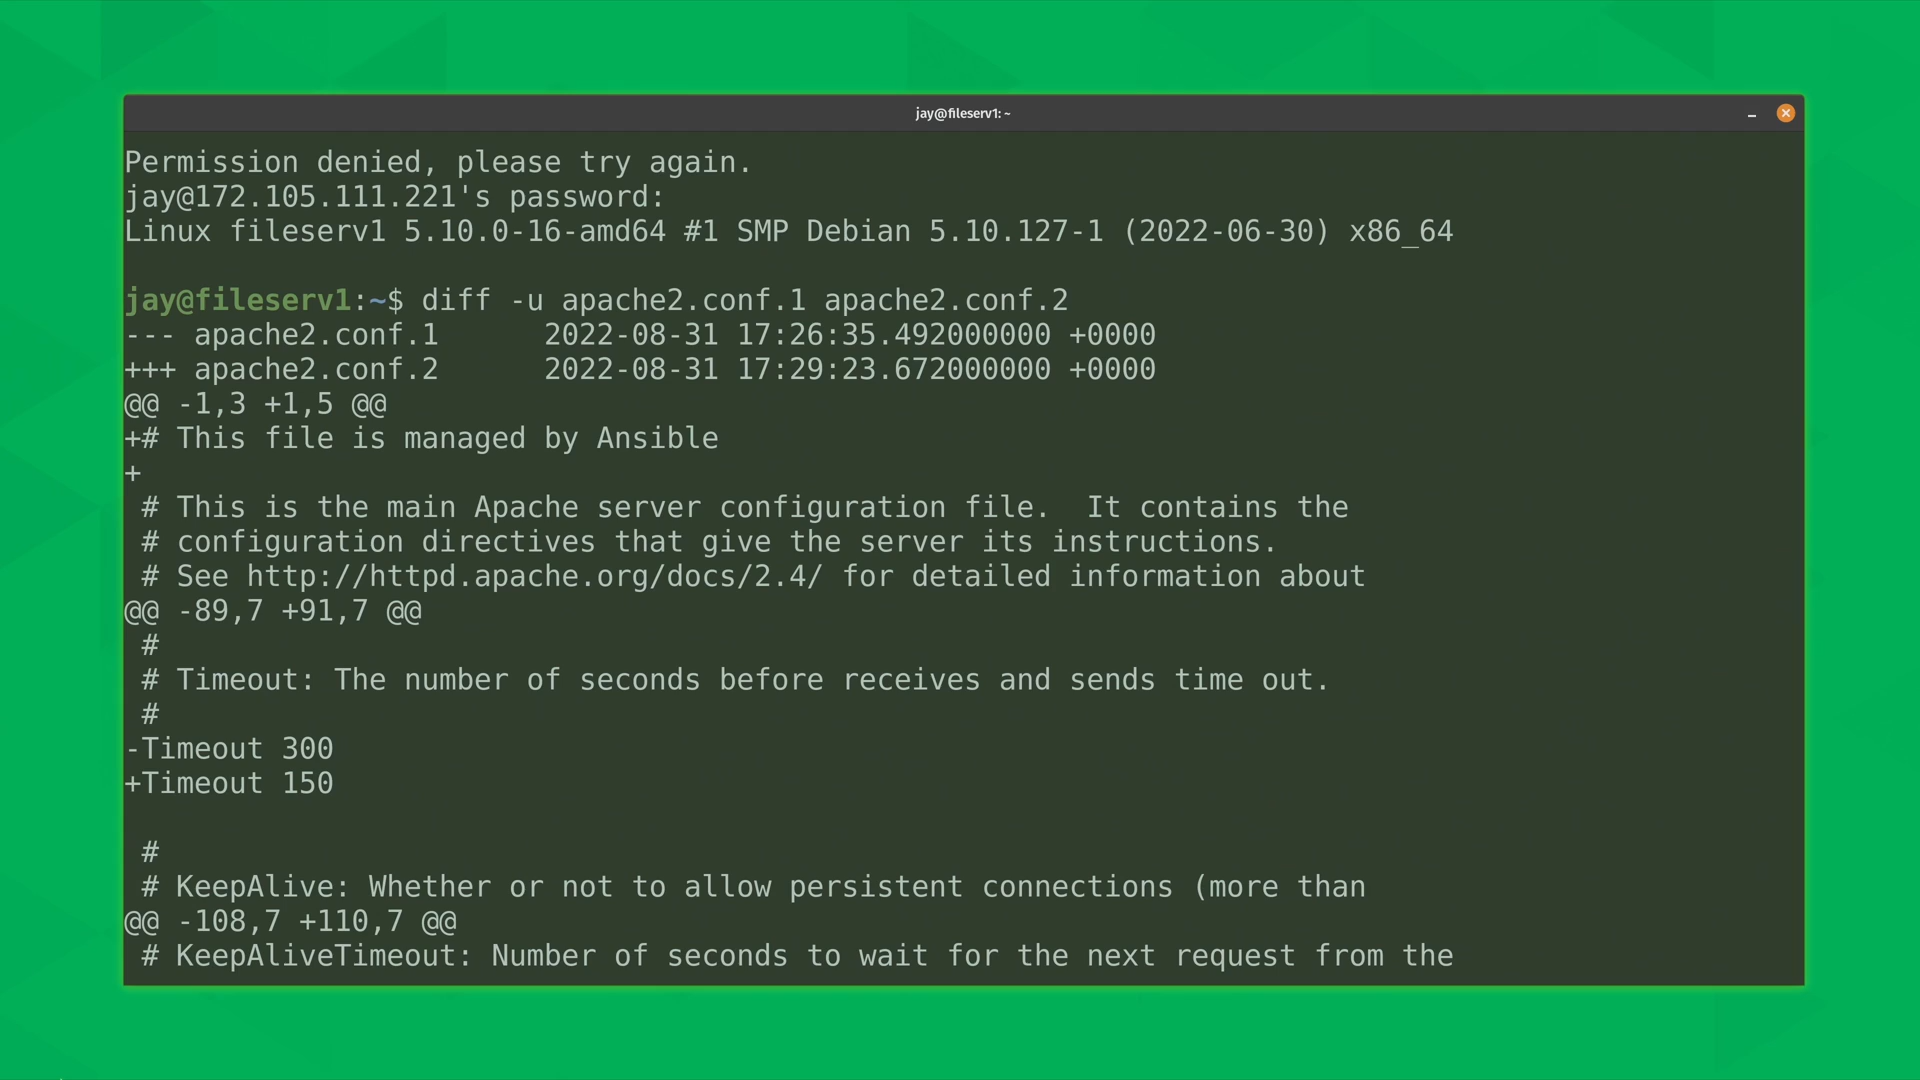 jay@fileserv1: ~
Permission denied, please try again.
jay@172.105.111.221's password:
Linux fileserv1 5.10.0-16-amd64 #1 SMP Debian 5.10.127-1 (2022-06-30) x86_64
jay@fileserv1:~$ diff -u apache2.conf.1 apache2.conf.2
--- apache2.conf.1      2022-08-31 17:26:35.492000000 +0000
+++ apache2.conf.2      2022-08-31 17:29:23.672000000 +0000
@@ -1,3 +1,5 @@
+# This file is managed by Ansible
+
 # This is the main Apache server configuration file.  It contains the
 # configuration directives that give the server its instructions.
 # See http://httpd.apache.org/docs/2.4/ for detailed information about
@@ -89,7 +91,7 @@
 #
 # Timeout: The number of seconds before receives and sends time out.
 #
-Timeout 300
+Timeout 150
 #
 # KeepAlive: Whether or not to allow persistent connections (more than
@@ -108,7 +110,7 @@
 # KeepAliveTimeout: Number of seconds to wait for the next request from the